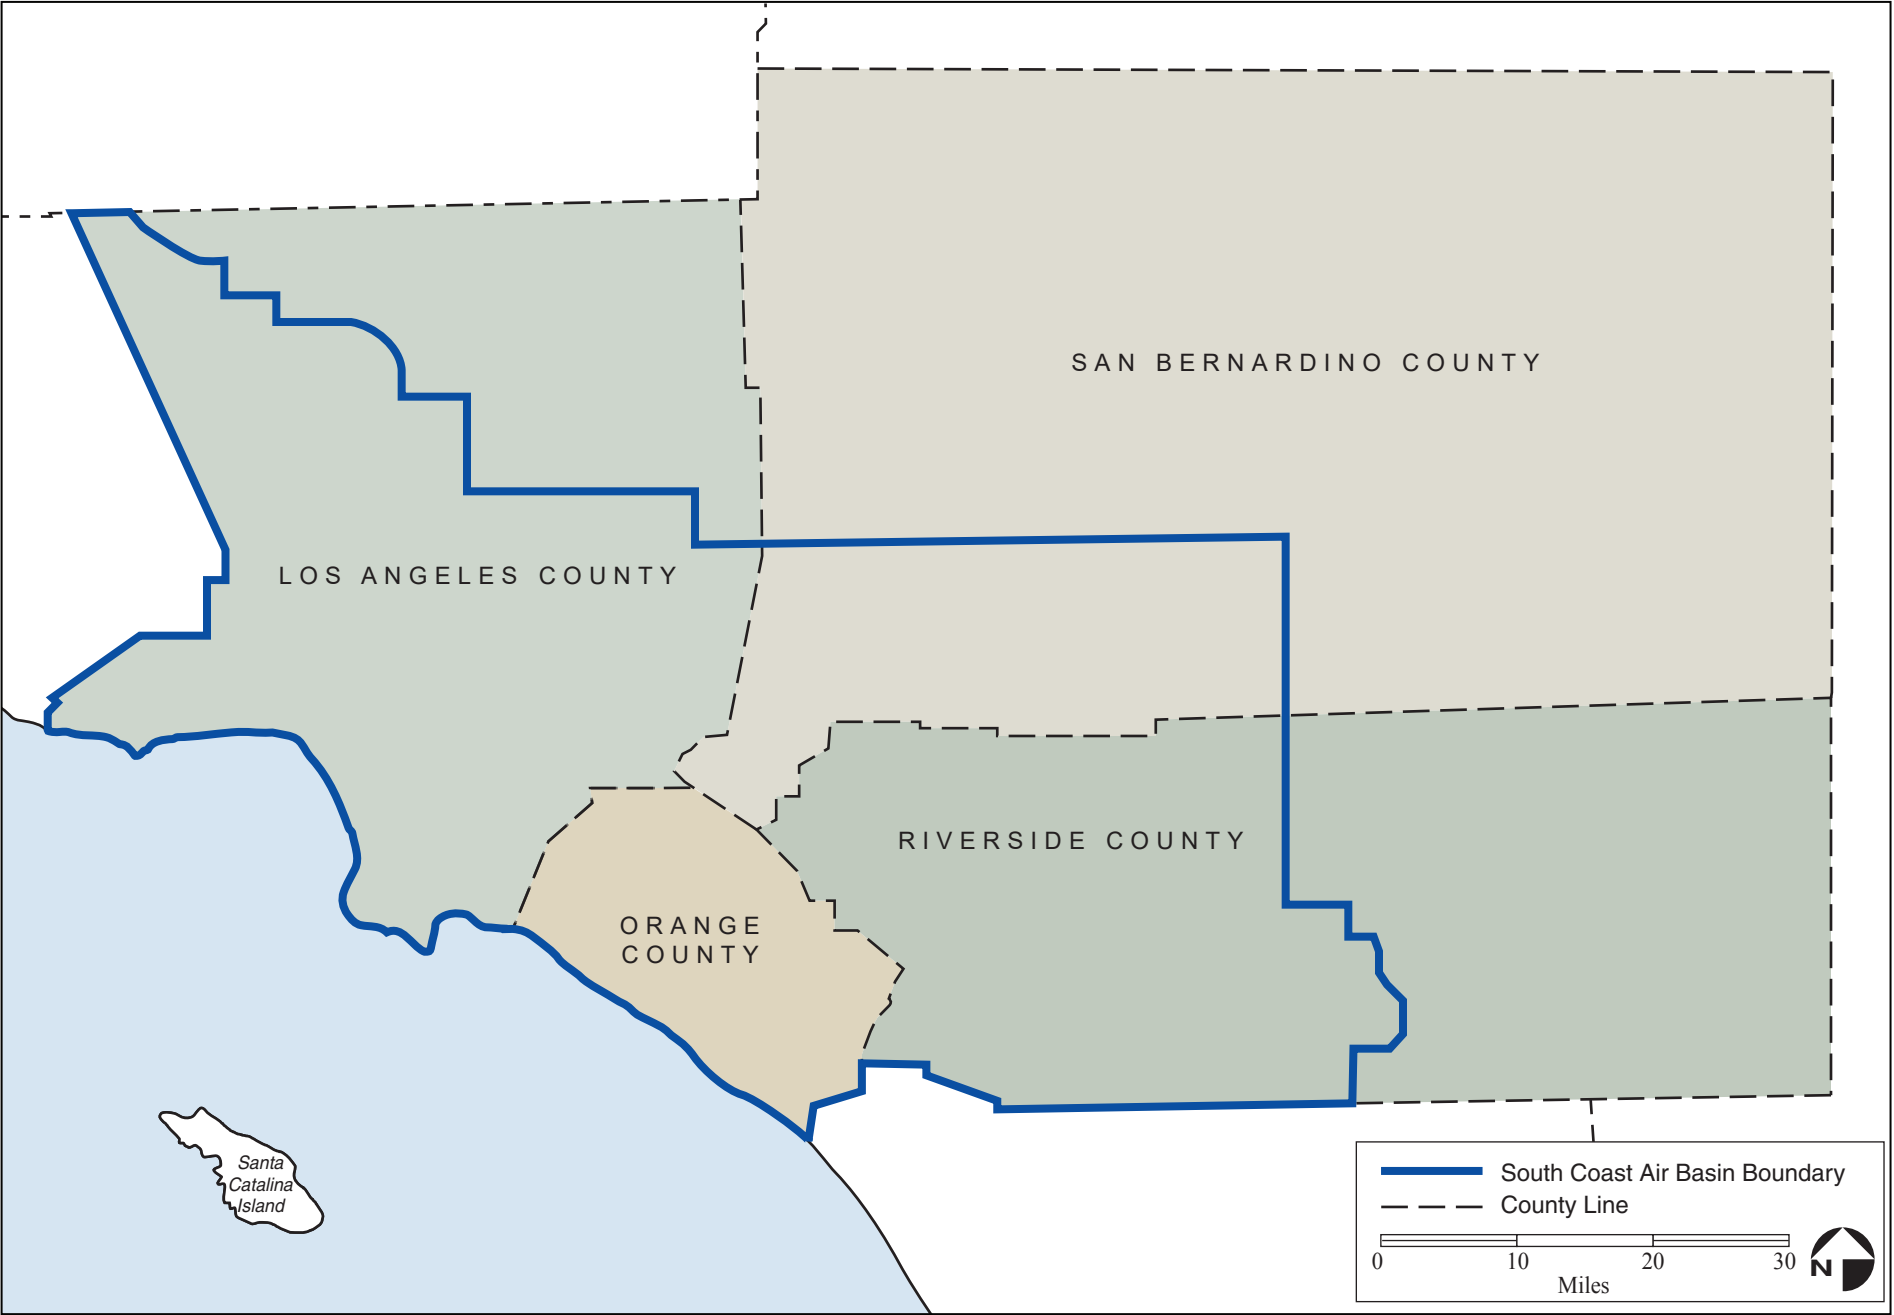 SAN BERNARDINO COUNTY
LOS ANGELES COUNTY
RIVERSIDE COUNTY
ORANGE
COUNTY
Santa
Catalina
Island
South Coast Air Basin Boundary
County Line
0 10 20 30
Miles
N